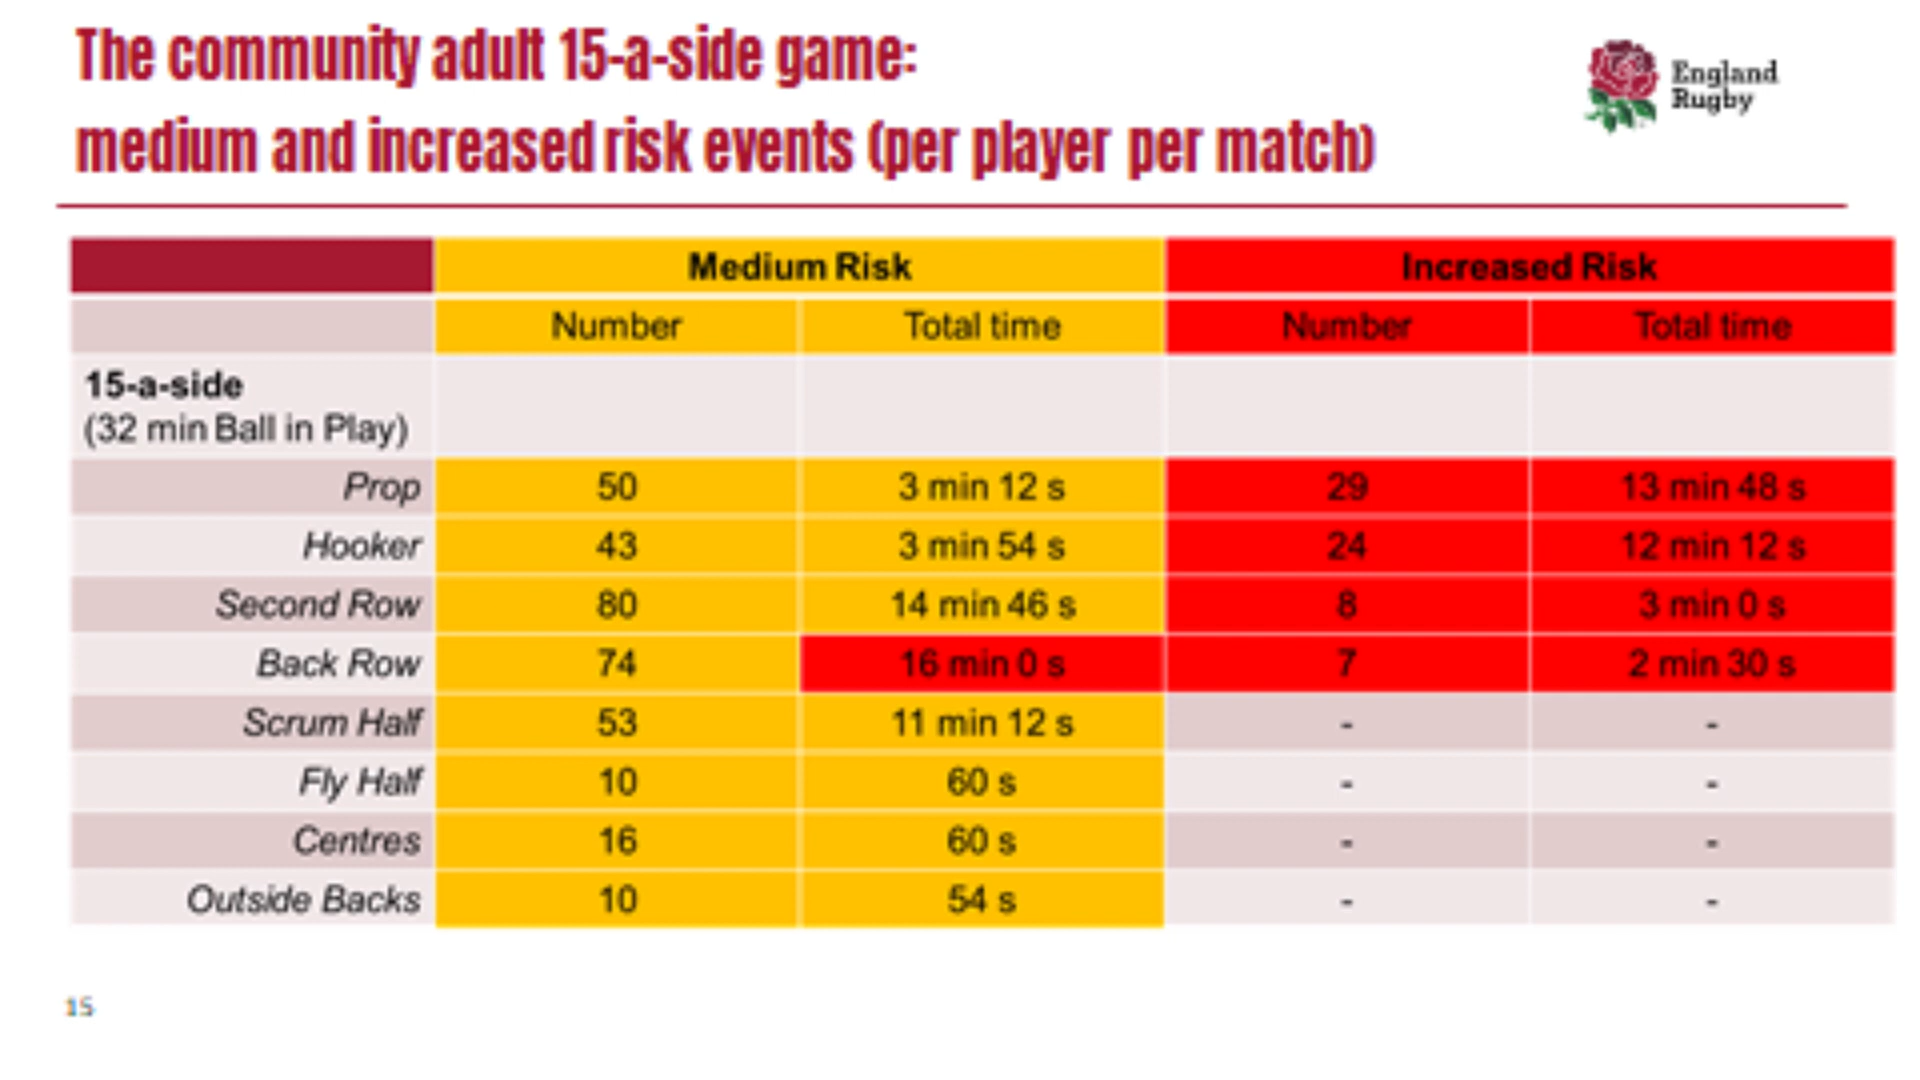 The community adult 15-a-side game:
medium and increased risk events (per player per match)
England
Rugby
Medium Risk Increased Risk
Number Total time Number Total time
15-a-side
(32 min Ball in Play)
Prop 50 3 min 12 s 29 13 min 48 s
Hooker 43 3 min 54 s 24 12 min 12 s
Second Row 80 14 min 46 s 8 3 min 0 s
Back Row 74 16 min 0 s 7 2 min 30 s
Scrum Half 53 11 min 12 s - -
Fly Half 10 60 s - -
Centres 16 60 s - -
Outside Backs 10 54 s - -
15